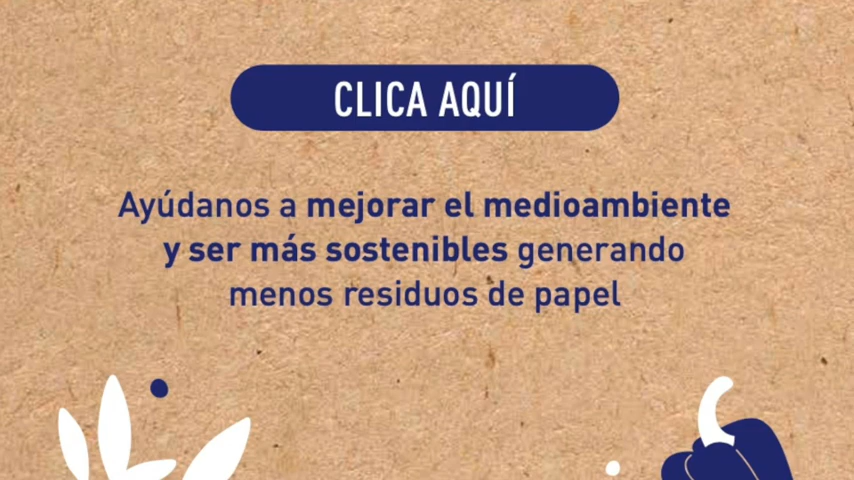 CLICA AQUÍ
Ayúdanos a mejorar el medioambiente
y ser más sostenibles generando
menos residuos de papel